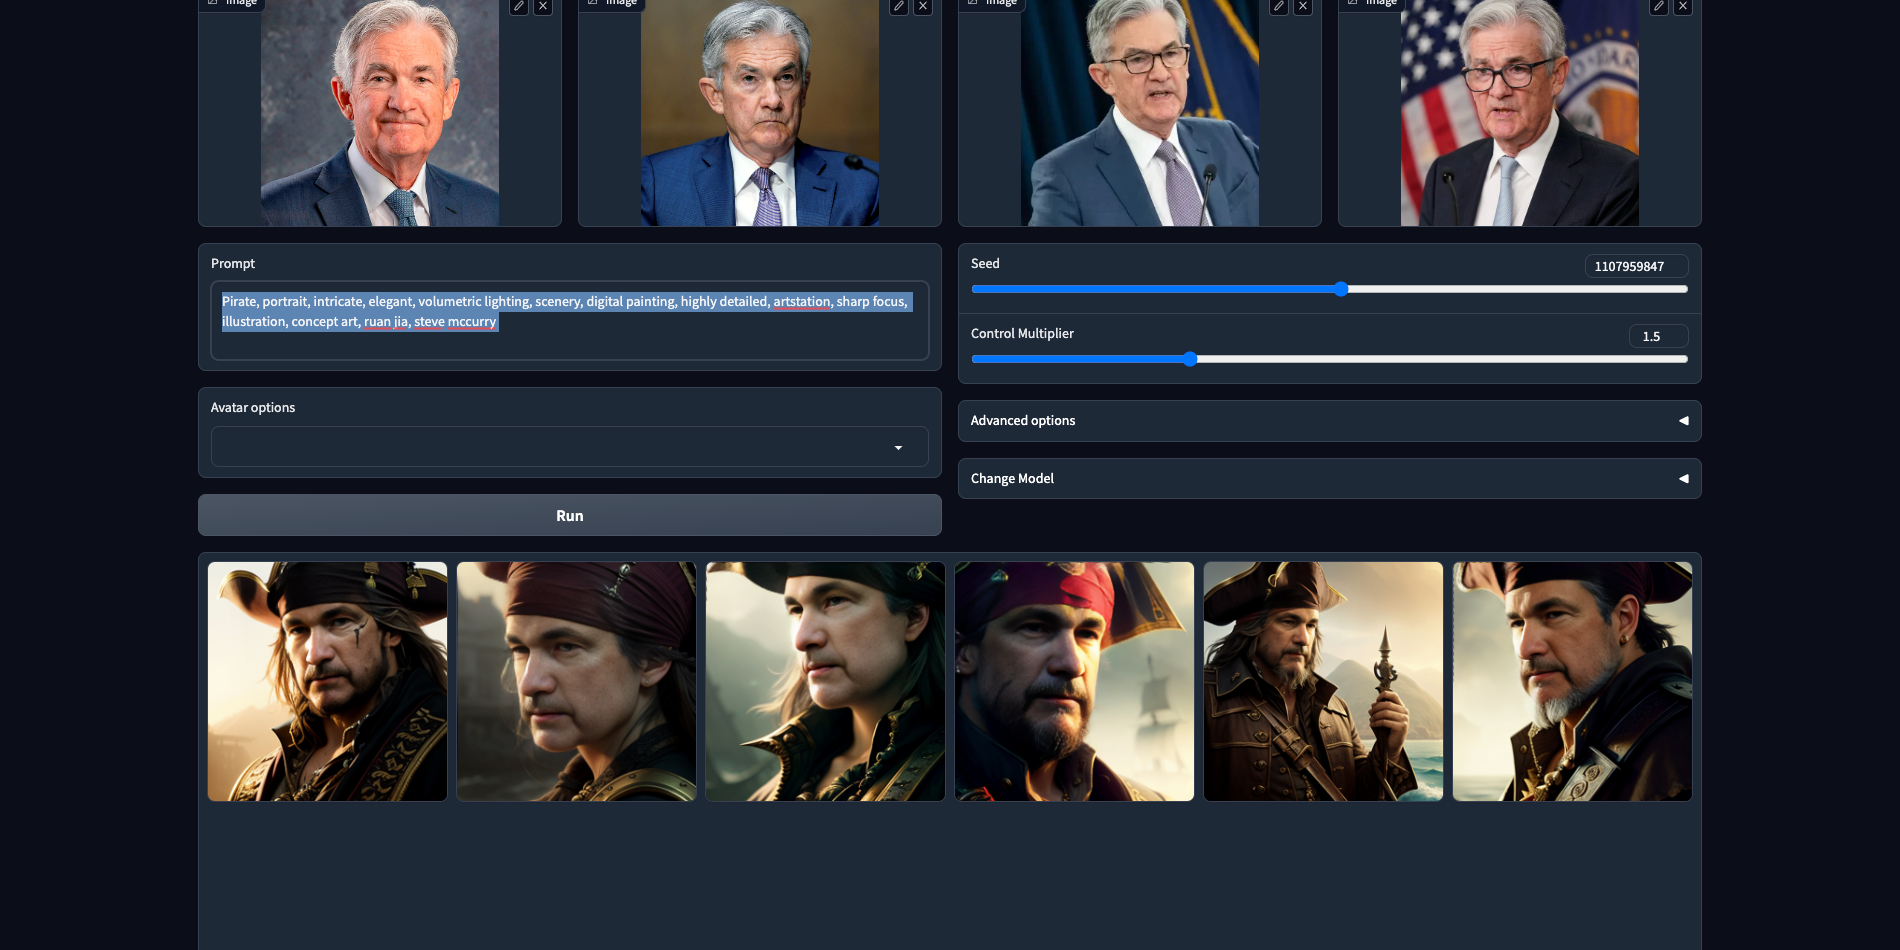 Image
Image
Image
Image
DAR
Prompt
Pirate, portrait, intricate, elegant, volumetric lighting, scenery, digital painting, highly detailed, artstation, sharp focus,
illustration, concept art, ruan jia, steve mccurry
Seed
1107959847
Control Multiplier
1.5
Avatar options
Advanced options
Change Model
Run